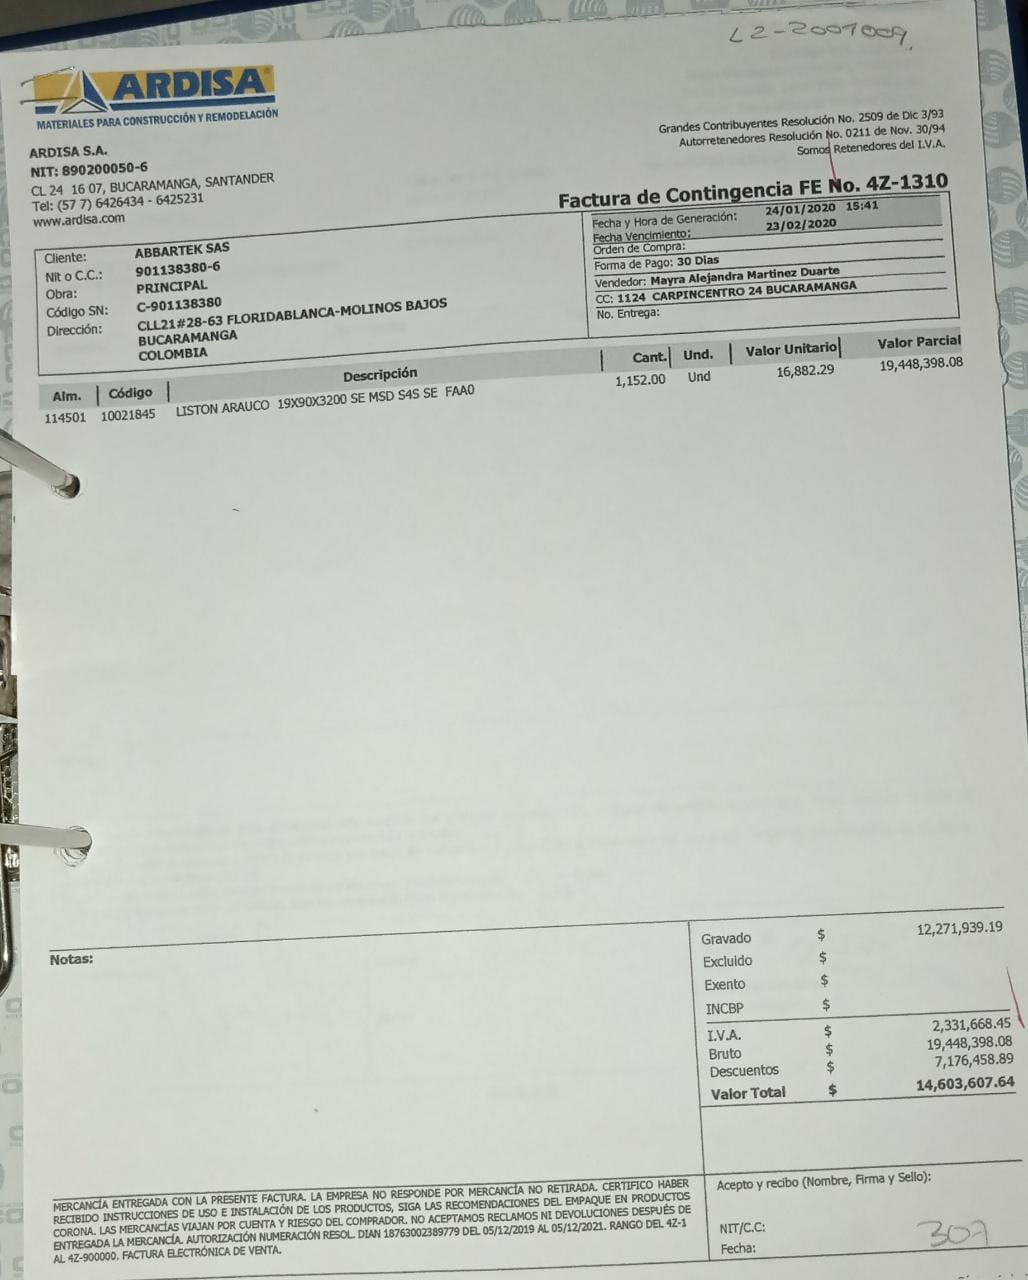 L2-2001009
ARDISA
MATERIALES PARA CONSTRUCCIÓN Y REMODELACIÓN
ARDISA S.A.
NIT: 890200050-6
CL 24 16 07, BUCARAMANGA, SANTANDER
Tel: (57 7) 6426434 - 6425231
www.ardisa.com
Grandes Contribuyentes Resolución No. 2509 de Dic 3/93
Autorretenedores Resolución No. 0211 de Nov. 30/94
Somos Retenedores del I.V.A.
Factura de Contingencia FE No. 4Z-1310
Fecha y Hora de Generación: 24/01/2020 15:41
Fecha Vencimiento: 23/02/2020
Orden de Compra:
Forma de Pago: 30 Dias
Vendedor: Mayra Alejandra Martinez Duarte
CC: 1124 CARPINCENTRO 24 BUCARAMANGA
No. Entrega:
Cliente: ABBARTEK SAS
Nit o C.C.: 901138380-6
Obra: PRINCIPAL
Código SN: C-901138380
Dirección: CLL21#28-63 FLORIDABLANCA-MOLINOS BAJOS
BUCARAMANGA
COLOMBIA
Alm. Código Descripción Cant. Und. Valor Unitario Valor Parcial
114501 10021845 LISTON ARAUCO 19X90X3200 SE MSD S4S SE FAA0 1,152.00 Und 16,882.29 19,448,398.08
Notas:
Gravado $ 12,271,939.19
Excluido $
Exento $
INCBP $
I.V.A. $ 2,331,668.45
Bruto $ 19,448,398.08
Descuentos $ 7,176,458.89
Valor Total $ 14,603,607.64
MERCANCÍA ENTREGADA CON LA PRESENTE FACTURA. LA EMPRESA NO RESPONDE POR MERCANCÍA NO RETIRADA. CERTIFICO HABER
RECIBIDO INSTRUCCIONES DE USO E INSTALACIÓN DE LOS PRODUCTOS, SIGA LAS RECOMENDACIONES DEL EMPAQUE EN PRODUCTOS
CORONA. LAS MERCANCÍAS VIAJAN POR CUENTA Y RIESGO DEL COMPRADOR. NO ACEPTAMOS RECLAMOS NI DEVOLUCIONES DESPUÉS DE
ENTREGADA LA MERCANCÍA. AUTORIZACIÓN NUMERACIÓN RESOL. DIAN 18763002389779 DEL 05/12/2019 AL 05/12/2021. RANGO DEL 4Z-1
AL 4Z-900000. FACTURA ELECTRÓNICA DE VENTA.
Acepto y recibo (Nombre, Firma y Sello):
NIT/C.C:
Fecha:
307